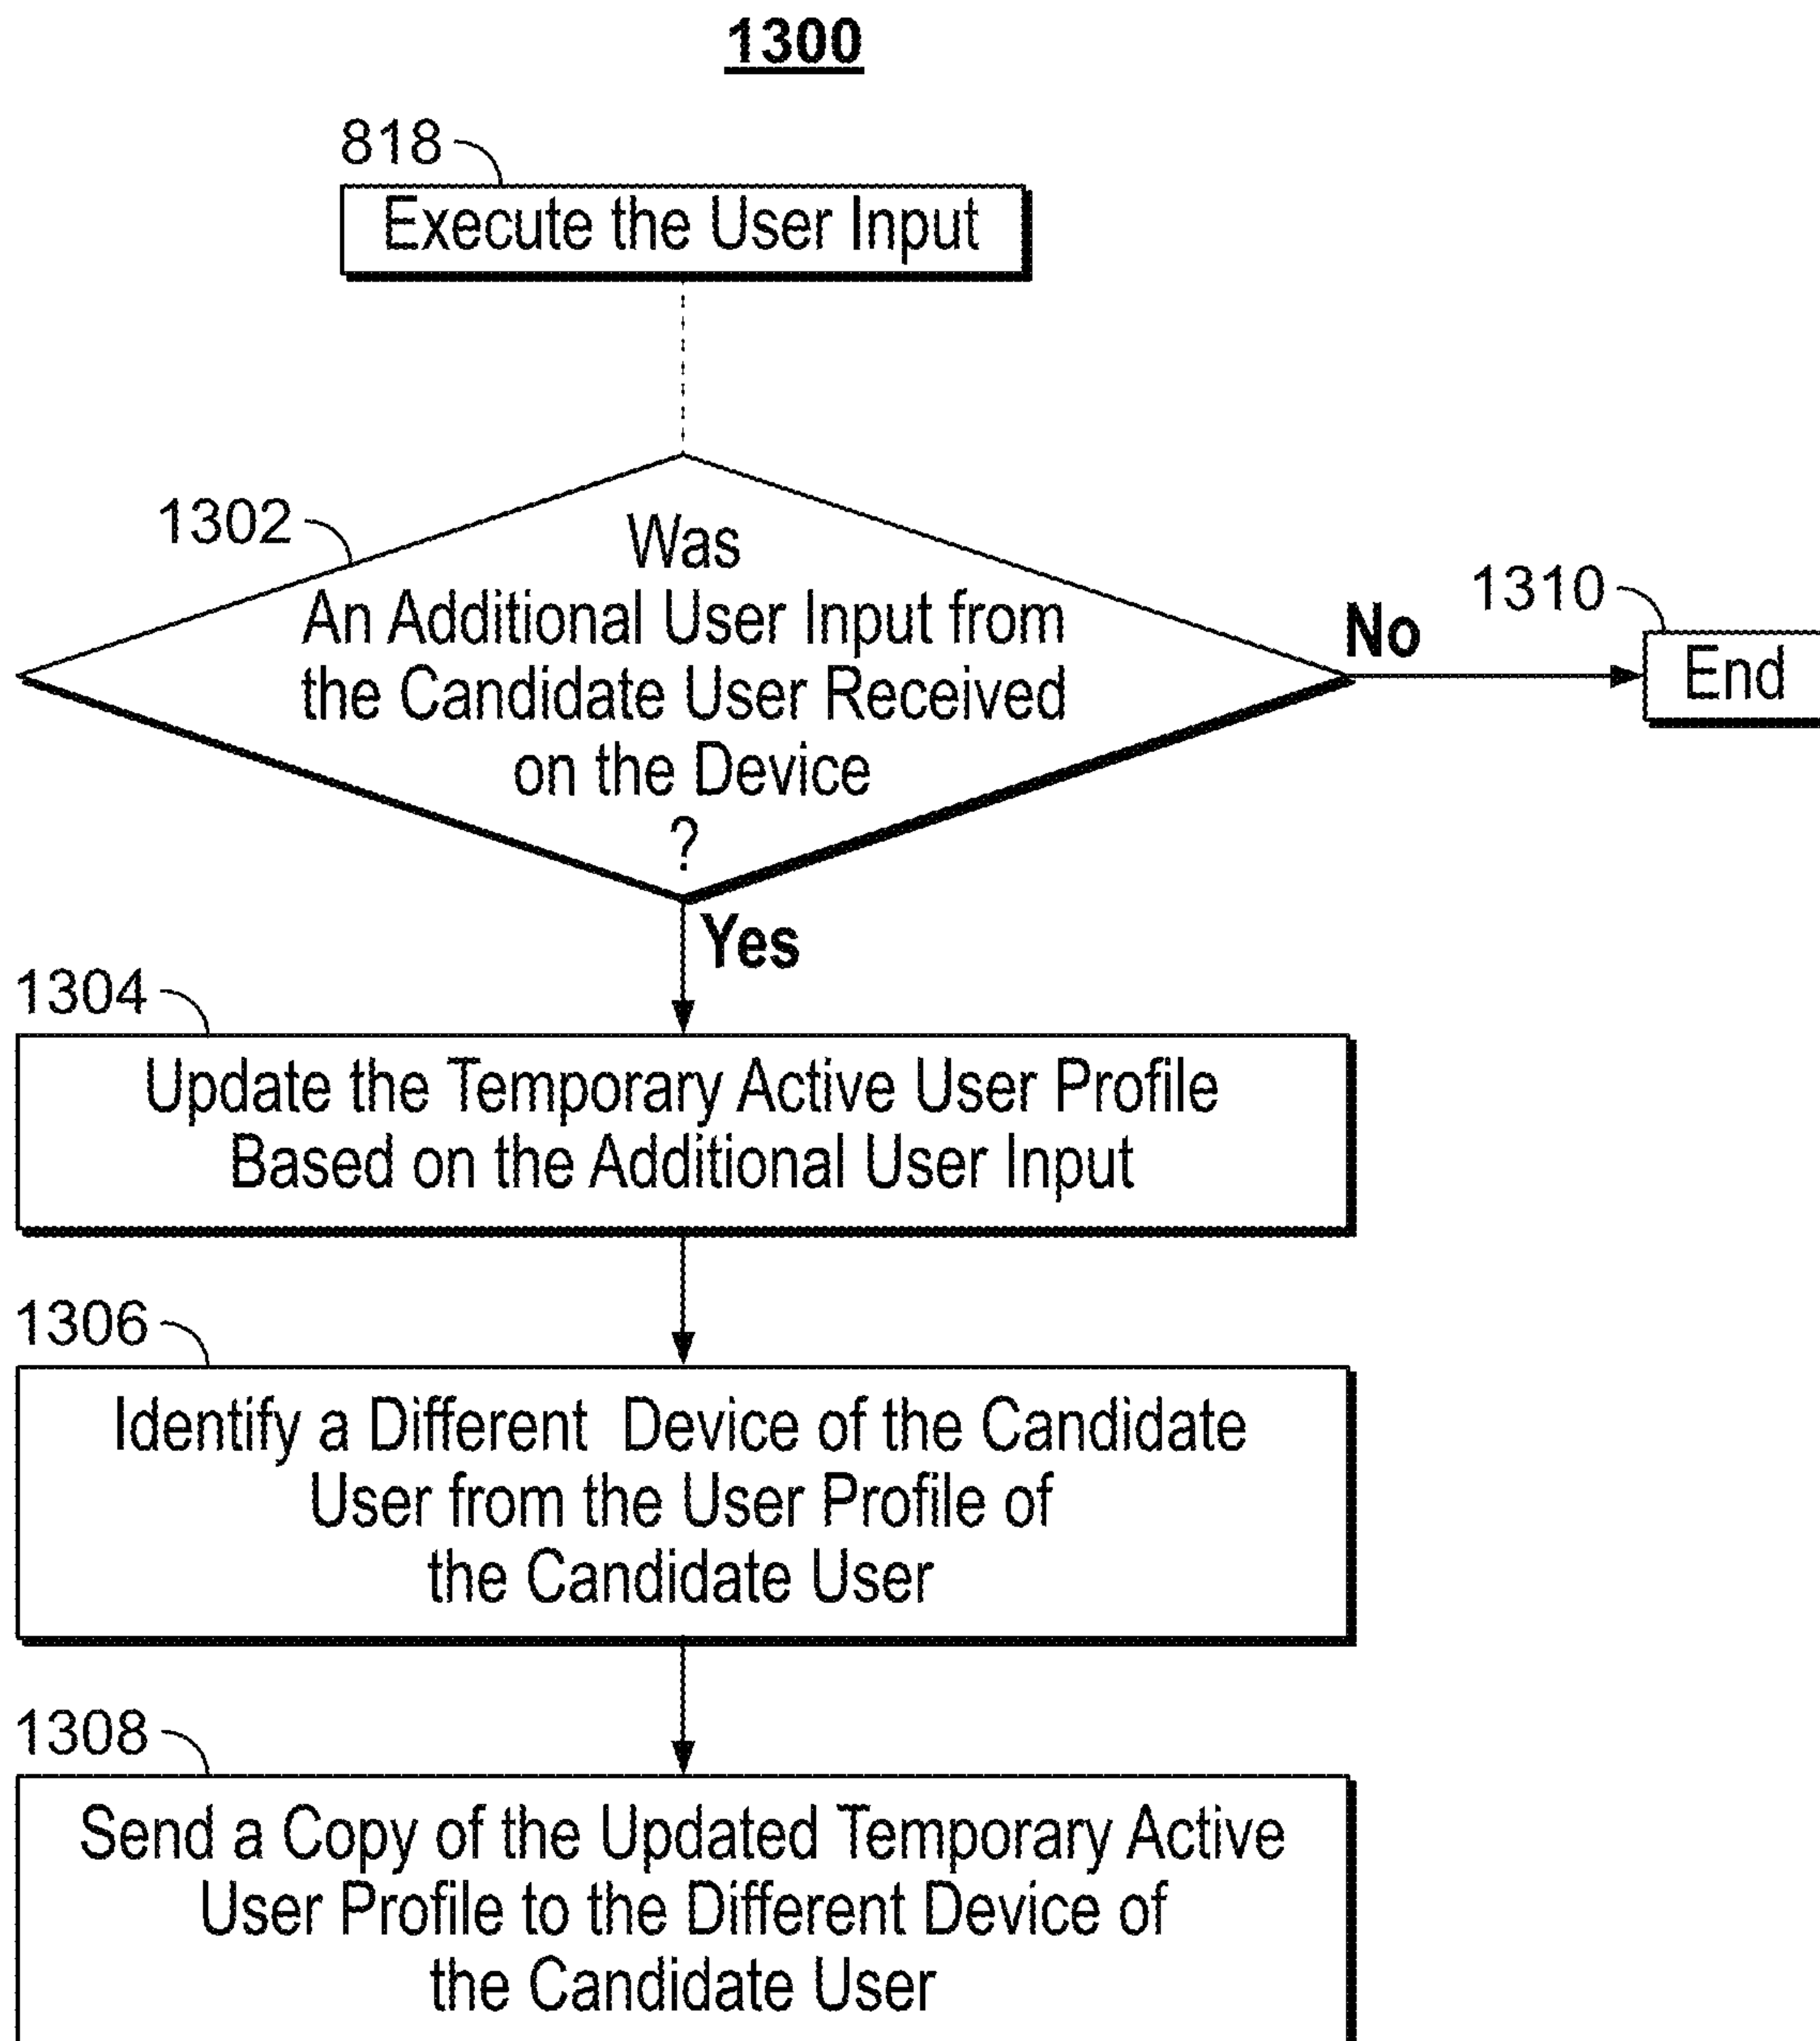 1300
818
Execute the User Input
1302
Was
An Additional User Input from
the Candidate User Received
on the Device
?
No
1310
End
Yes
1304
Update the Temporary Active User Profile
Based on the Additional User Input
1306
Identify a Different Device of the Candidate
User from the User Profile of
the Candidate User
1308
Send a Copy of the Updated Temporary Active
User Profile to the Different Device of
the Candidate User